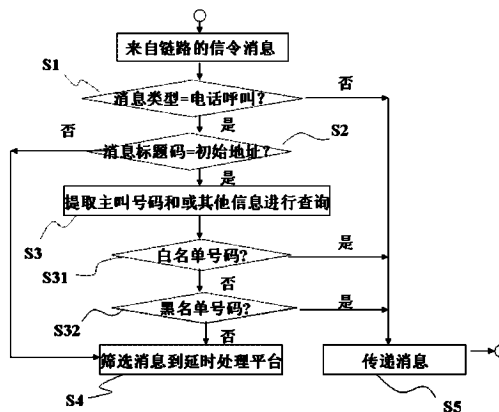 来自链路的信令消息
S1
消息类型=电话呼叫?
否
是
否
S2
消息标题码=初始地址?
是
提取主叫号码和或其他信息进行查询
S3
白名单号码?
是
S31
否
黑名单号码?
是
S32
否
筛选消息到延时处理平台
传递消息
S4
S5